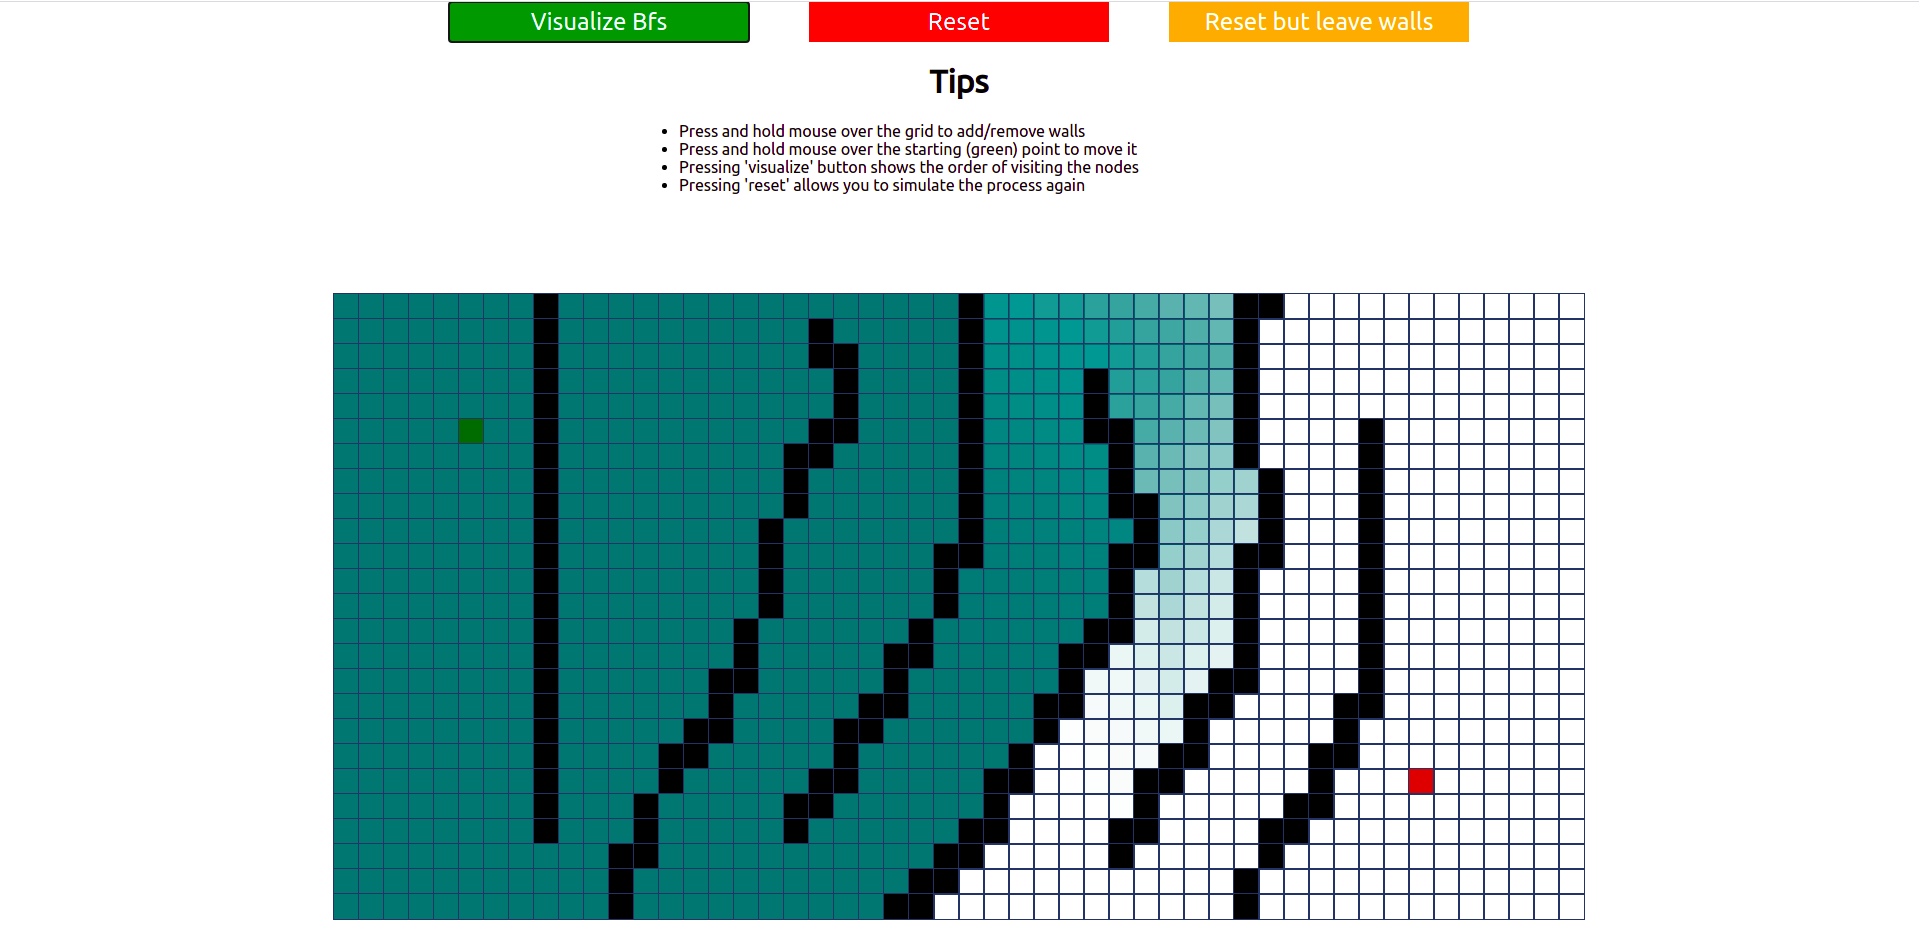 Visualize Bfs
Reset
Reset but leave walls
Tips
Press and hold mouse over the grid to add/remove walls
Press and hold mouse over the starting (green) point to move it
Pressing 'visualize' button shows the order of visiting the nodes
Pressing 'reset' allows you to simulate the process again